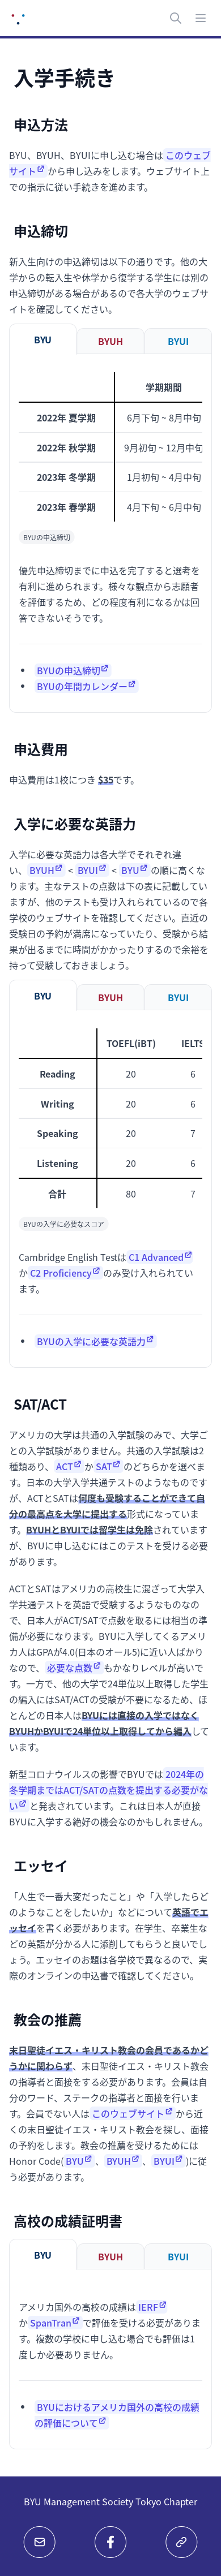 入学手続き
申込方法
BYU、BYUH、BYUIに申し込む場合はこのウェブ
サイトから申し込みをします。ウェブサイト上
での指示に従い手続きを進めます。
申込締切
新入生向けの申込締切は以下の通りです。他の大
学からの転入生や休学から復学する学生には別の
申込締切がある場合があるので各大学のウェブサ
イトを確認してください。
BYU BYUH BYUI
学期期間
2022年 夏学期 6月下旬 ~ 8月中旬
2022年 秋学期 9月初旬 ~ 12月中旬
2023年 冬学期 1月初旬 ~ 4月中旬
2023年 春学期 4月下旬 ~ 6月中旬
BYUの申込締切
優先申込締切までに申込を完了すると選考を
有利に進められます。様々な観点から志願者
を評価するため、どの程度有利になるかは回
答できないそうです。
BYUの申込締切
BYUの年間カレンダー
申込費用
申込費用は1校につき $35です。
入学に必要な英語力
入学に必要な英語力は各大学でそれぞれ違
い、BYUH < BYUI < BYU の順に高くな
ります。主なテストの点数は下の表に記載してい
ますが、他のテストも受け入れられているので各
学校のウェブサイトを確認してください。直近の
受験日の予約が満席になっていたり、受験から結
果が出るまでに時間がかかったりするので余裕を
持って受験しておきましょう。
BYU BYUH BYUI
TOEFL(iBT) IELTS
Reading 20 6
Writing 20 6
Speaking 20 7
Listening 20 6
合計 80 7
BYUの入学に必要なスコア
Cambridge English Testは C1 Advanced
か C2 Proficiency のみ受け入れられてい
ます。
BYUの入学に必要な英語力
SAT/ACT
アメリカの大学は共通の入学試験のみで、大学ご
との入学試験がありません。共通の入学試験は2
種類あり、ACT か SAT のどちらかを選べま
す。日本の大学入学共通テストのようなものです
が、ACTとSATは何度も受験することができて自
分の最高点を大学に提出する形式になっていま
す。BYUHとBYUIでは留学生は免除されています
が、BYUに申し込むにはこのテストを受ける必要
があります。
ACTとSATはアメリカの高校生に混ざって大学入
学共通テストを英語で受験するようなものなの
で、日本人がACT/SATで点数を取るには相当の準
備が必要になります。BYUIに入学してくるアメリ
カ人はGPAが4.0(日本のオール5)に近い人ばかり
なので、必要な点数もかなりレベルが高いで
す。一方で、他の大学で24単位以上取得した学生
の編入にはSAT/ACTの受験が不要になるため、ほ
とんどの日本人はBYUには直接の入学ではなく
BYUHかBYUIで24単位以上取得してから編入して
います。
新型コロナウイルスの影響でBYUでは 2024年の
冬学期まではACT/SATの点数を提出する必要がな
い と発表されています。これは日本人が直接
BYUに入学する絶好の機会なのかもしれません。
エッセイ
「人生で一番大変だったこと」や「入学したらど
のようなことをしたいか」などについて英語でエ
ッセイを書く必要があります。在学生、卒業生な
どの英語が分かる人に添削してもらうと良いでし
ょう。エッセイのお題は各学校で異なるので、実
際のオンラインの申込書で確認してください。
教会の推薦
末日聖徒イエス・キリスト教会の会員であるかど
うかに関わらず、末日聖徒イエス・キリスト教会
の指導者と面接をする必要があります。会員は自
分のワード、ステークの指導者と面接を行いま
す。会員でない人は このウェブサイト から近
くの末日聖徒イエス・キリスト教会を探し、面接
の予約をします。教会の推薦を受けるためには
Honor Code( BYU 、 BYUH 、 BYUI )に従
う必要があります。
高校の成績証明書
BYU BYUH BYUI
アメリカ国外の高校の成績は IERF
か SpanTran で評価を受ける必要がありま
す。複数の学校に申し込む場合でも評価は1
度しか必要ありません。
BYUにおけるアメリカ国外の高校の成績
の評価について
BYU Management Society Tokyo Chapter